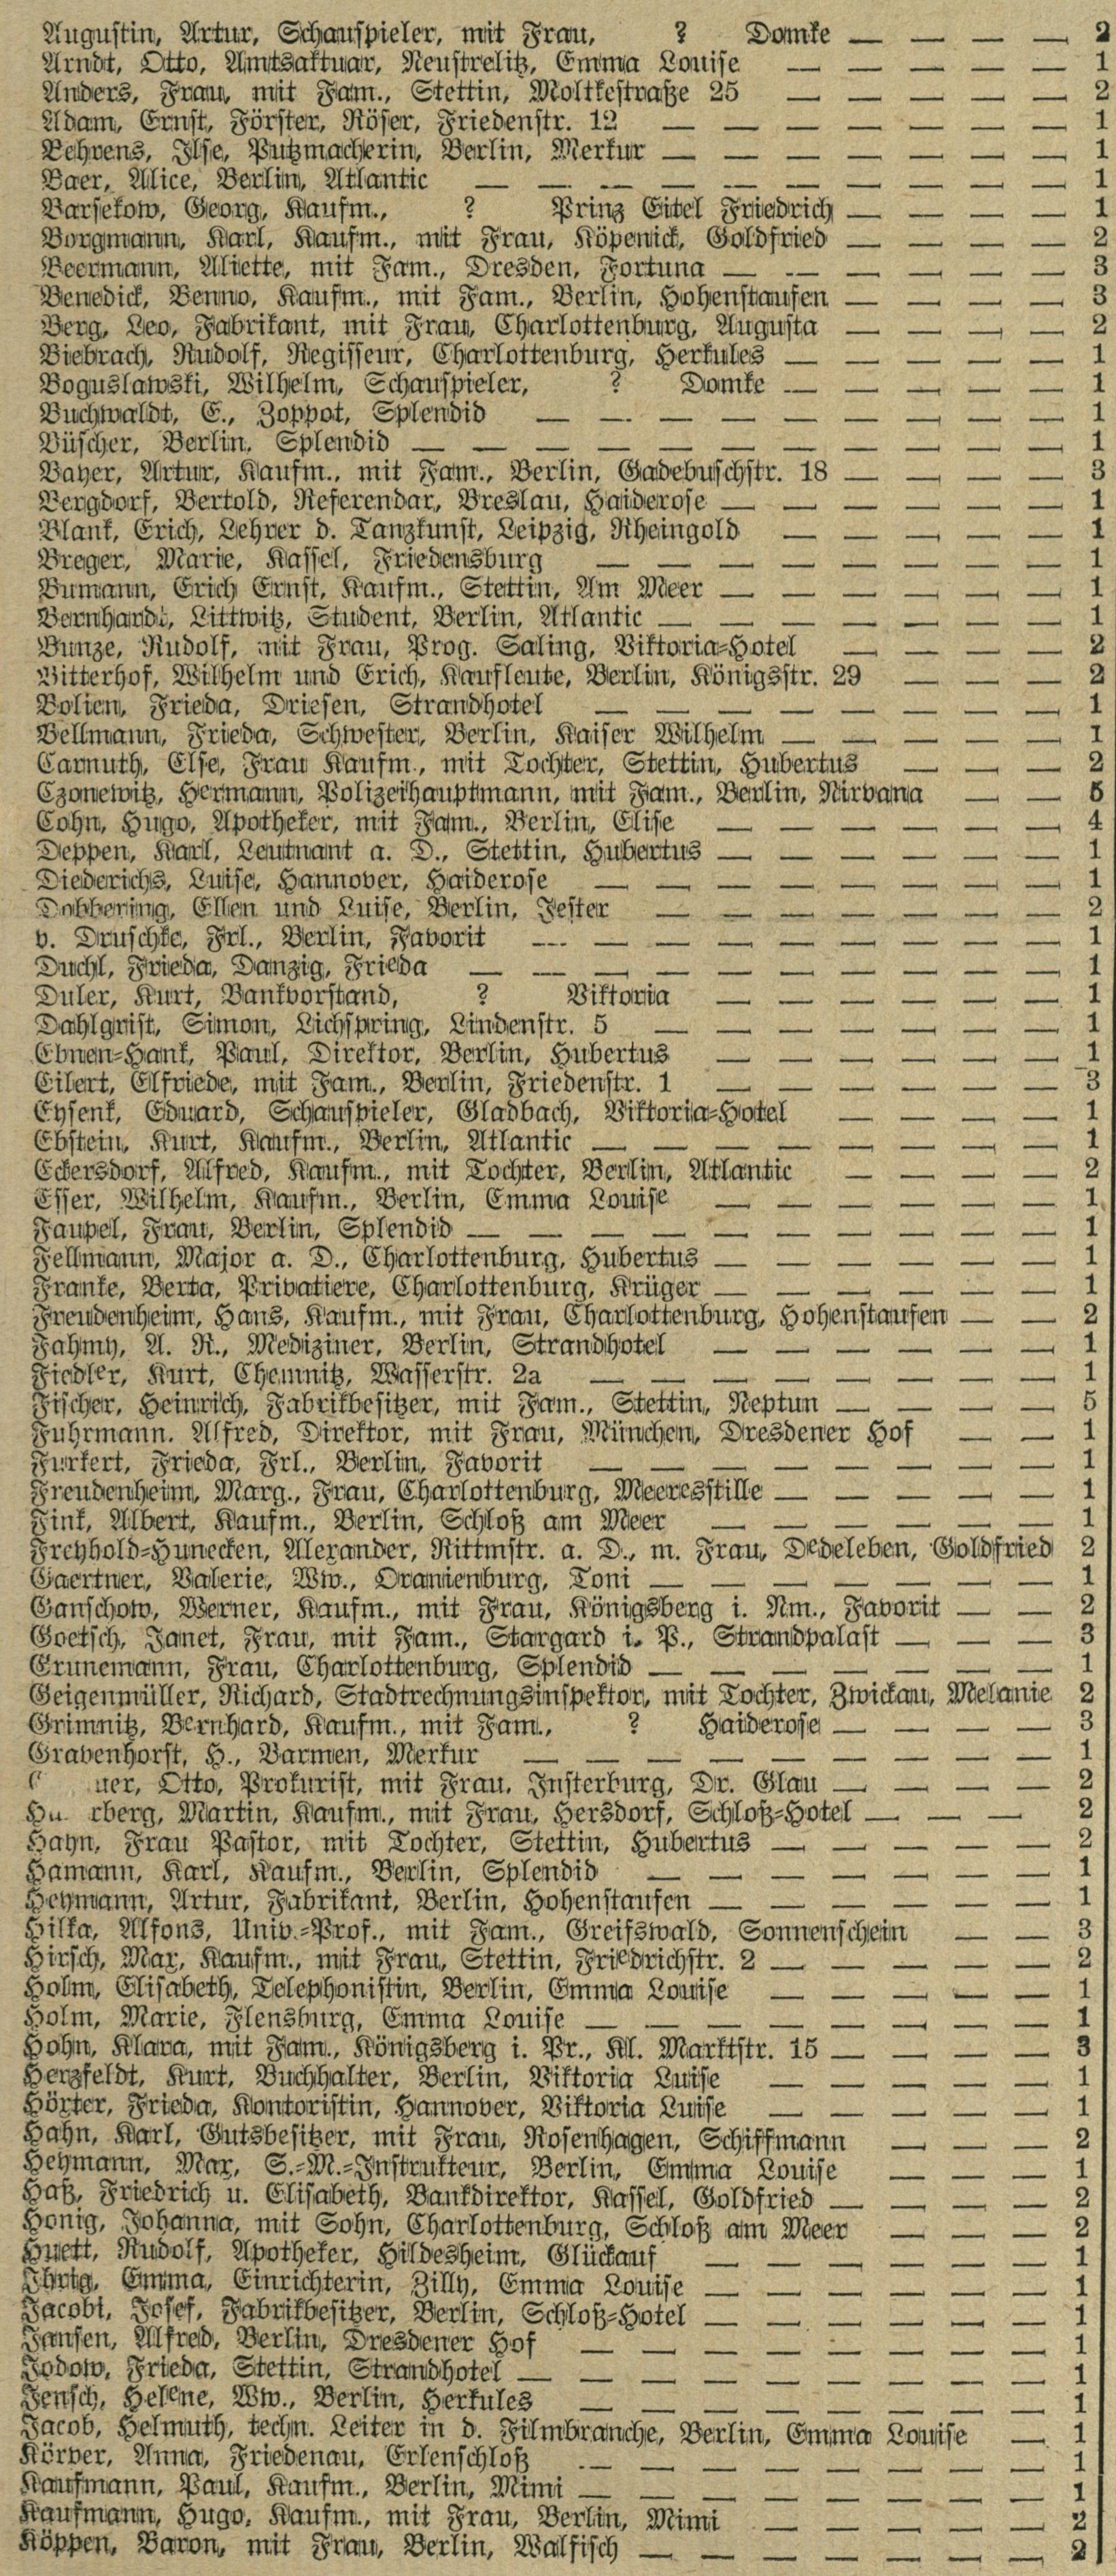 Augustin, Artur, Schauspieler, mit Frau, ? Domke — — — — 2
Arndt, Otto, Amtsaktuar, Neustrelitz, Emma Louise — — — — — 1
Anders, Frau, mit Fam., Stettin, Moltkestraße 25 — — — — — 2
Adam, Ernst, Förster, Röser, Friedenstr. 12 — — — — — — — 1
Behrens, Ilse, Putzmacherin, Berlin, Merkur — — — — — — — 1
Baer, Alice, Berlin, Atlantic — — — — — — — — — — 1
Barsekow, Georg, Kaufm., ? Prinz Eitel Friedrich — — — — 1
Borgmann, Karl, Kaufm., mit Frau, Köpenick, Goldfried — — — — 2
Beermann, Aliette, mit Fam., Dresden, Fortuna — — — — — — 3
Benedick, Benno, Kaufm., mit Fam., Berlin, Hohenstaufen — — — — 3
Berg, Leo, Fabrikant, mit Frau, Charlottenburg, Augusta — — — — 2
Biebrach, Rudolf, Regisseur, Charlottenburg, Herkules — — — — — 1
Boguslawski, Wilhelm, Schauspieler, ? Domke — — — — — 1
Buchwaldt, E., Zoppot, Splendid — — — — — — — — — 1
Büscher, Berlin, Splendid — — — — — — — — — — — 1
Bayer, Artur, Kaufm., mit Fam., Berlin, Gadebuschstr. 18 — — — — 3
Bergdorf, Bertold, Referendar, Breslau, Haiderose — — — — — — 1
Blank, Erich, Lehrer d. Tanzkunst, Leipzig, Rheingold — — — — — 1
Breger, Marie, Kassel, Friedensburg — — — — — — — — 1
Bumann, Erich Ernst, Kaufm., Stettin, Am Meer — — — — — — 1
Bernhardi, Littwitz, Student, Berlin, Atlantic — — — — — — — 1
Bunze, Rudolf, mit Frau, Prog. Saling, Viktoria-Hotel — — — — 2
Bitterhof, Wilhelm und Erich, Kaufleute, Berlin, Königsstr. 29 — — — 2
Bolien, Frieda, Driesen, Strandhotel — — — — — — — — 1
Bellmann, Frieda, Schwester, Berlin, Kaiser Wilhelm — — — — — 1
Carnuth, Else, Frau Kaufm., mit Tochter, Stettin, Hubertus — — — 2
Czonewitz, Hermann, Polizeihauptmann, mit Fam., Berlin, Nirvana — — 5
Cohn, Hugo, Apotheker, mit Fam., Berlin, Elise — — — — — — 4
Deppen, Karl, Leutnant a. D., Stettin, Hubertus — — — — — — 1
Diederichs, Luise, Hannover, Haiderose — — — — — — — — 1
Dobbering, Ellen und Luise, Berlin, Jester — — — — — — — 2
v. Druschke, Frl., Berlin, Favorit — — — — — — — — — 1
Duchl, Frieda, Danzig, Frieda — — — — — — — — — — 1
Duler, Kurt, Bankvorstand, ? Viktoria — — — — — — 1
Dahlgrist, Simon, Lichspring, Lindenstr. 5 — — — — — — — 1
Ebnen-Hank, Paul, Direktor, Berlin, Hubertus — — — — — — 1
Eilert, Elfriede, mit Fam., Berlin, Friedenstr. 1 — — — — — — 3
Eysenk, Eduard, Schauspieler, Gladbach, Viktoria-Hotel — — — — 1
Ebstein, Kurt, Kaufm., Berlin, Atlantic — — — — — — — — 1
Eckersdorf, Alfred, Kaufm., mit Tochter, Berlin, Atlantic — — — — 2
Esser, Wilhelm, Kaufm., Berlin, Emma Louise — — — — — — 1
Faupel, Frau, Berlin, Splendid — — — — — — — — — — 1
Fellmann, Major a. D., Charlottenburg, Hubertus — — — — — — 1
Franke, Berta, Privatiere, Charlottenburg, Krüger — — — — — — 1
Freudenheim, Hans, Kaufm., mit Frau, Charlottenburg, Hohenstaufen — — 2
Fahmy, A. R., Mediziner, Berlin, Strandhotel — — — — — — 1
Fiedler, Kurt, Chemnitz, Wasserstr. 2a — — — — — — — — 1
Fischer, Heinrich, Fabrikbesitzer, mit Fam., Stettin, Neptun — — — — 5
Fuhrmann. Alfred, Direktor, mit Frau, München, Dresdener Hof — — 1
Furkert, Frieda, Frl., Berlin, Favorit — — — — — — — — 1
Freudenheim, Marg., Frau, Charlottenburg, Meeresstille — — — — — 1
Fink, Albert, Kaufm., Berlin, Schloß am Meer — — — — — — 1
Freyhold-Hunecken, Alexander, Rittmstr. a. D., m. Frau, Dedeleben, Goldfried 2
Gaertner, Valerie, Ww., Oranienburg, Toni — — — — — — — 1
Ganschow, Werner, Kaufm., mit Frau, Königsberg i. Nm., Favorit — — 2
Goetsch, Janet, Frau, mit Fam., Stargard i. P., Strandpalast — — — 3
Grunemann, Frau, Charlottenburg, Splendid — — — — — — — 1
Geigenmüller, Richard, Stadtrechnungsinspektor, mit Tochter, Zwickau, Melanie 2
Grimnitz, Bernhard, Kaufm., mit Fam., ? Haiderose — — — — 3
Gravenhorst, H., Barmen, Merkur — — — — — — — — — 1
uer, Otto, Prokurist, mit Frau, Insterburg, Dr. Glau — — — — 2
Hu rberg, Martin, Kaufm., mit Frau, Hersdorf, Schloß-Hotel — — — 2
Hahn, Frau Pastor, mit Tochter, Stettin, Hubertus — — — — — 2
Hamann, Karl, Kaufm., Berlin, Splendid — — — — — — — 1
Heymann, Artur, Fabrikant, Berlin, Hohenstaufen — — — — — — 1
Hilka, Alfons, Univ.-Prof., mit Fam., Greifswald, Sonnenschein — — 3
Hirsch, Max, Kaufm., mit Frau, Stettin, Friedrichstr. 2 — — — — — 2
Holm, Elisabeth, Telephonistin, Berlin, Emma Louise — — — — — 1
Holm, Marie, Flensburg, Emma Louise — — — — — — — — 1
Hohn, Klara, mit Fam., Königsberg i. Pr., Kl. Marktstr. 15 — — — — 3
Herzfeldt, Kurt, Buchhalter, Berlin, Viktoria Luise — — — — — 1
Hörter, Frieda, Kontoristin, Hannover, Viktoria Luise — — — — — 1
Hahn, Karl, Gutsbesitzer, mit Frau, Rosenhagen, Schiffmann — — — 2
Heymann, Max, S.-M.-Instrukteur, Berlin, Emma Louise — — — 1
Haß, Friedrich u. Elisabeth, Bankdirektor, Kassel, Goldfried — — — — 2
Honig, Johanna, mit Sohn, Charlottenburg, Schloß am Meer — — — 2
Huett, Rudolf, Apotheker, Hildesheim, Glückauf — — — — — — 1
Ihrig, Emma, Einrichterin, Zilly, Emma Louise — — — — — — 1
Jacobi, Josef, Fabrikbesitzer, Berlin, Schloß-Hotel — — — — — — 1
Jansen, Alfred, Berlin, Dresdener Hof — — — — — — — — 1
Jodow, Frieda, Stettin, Strandhotel — — — — — — — — — 1
Jensch, Helene, Ww., Berlin, Herkules — — — — — — — — 1
Jacob, Helmuth, techn. Leiter in d. Filmbranche, Berlin, Emma Louise — 1
Körver, Anna, Friedenau, Erlenschloß — — — — — — — — 1
Kaufmann, Paul, Kaufm., Berlin, Mimi — — — — — — — — 1
Kaufmann, Hugo, Kaufm., mit Frau, Berlin, Mimi — — — — — 2
Köppen, Baron, mit Frau, Berlin, Walfisch — — — — — — — 2